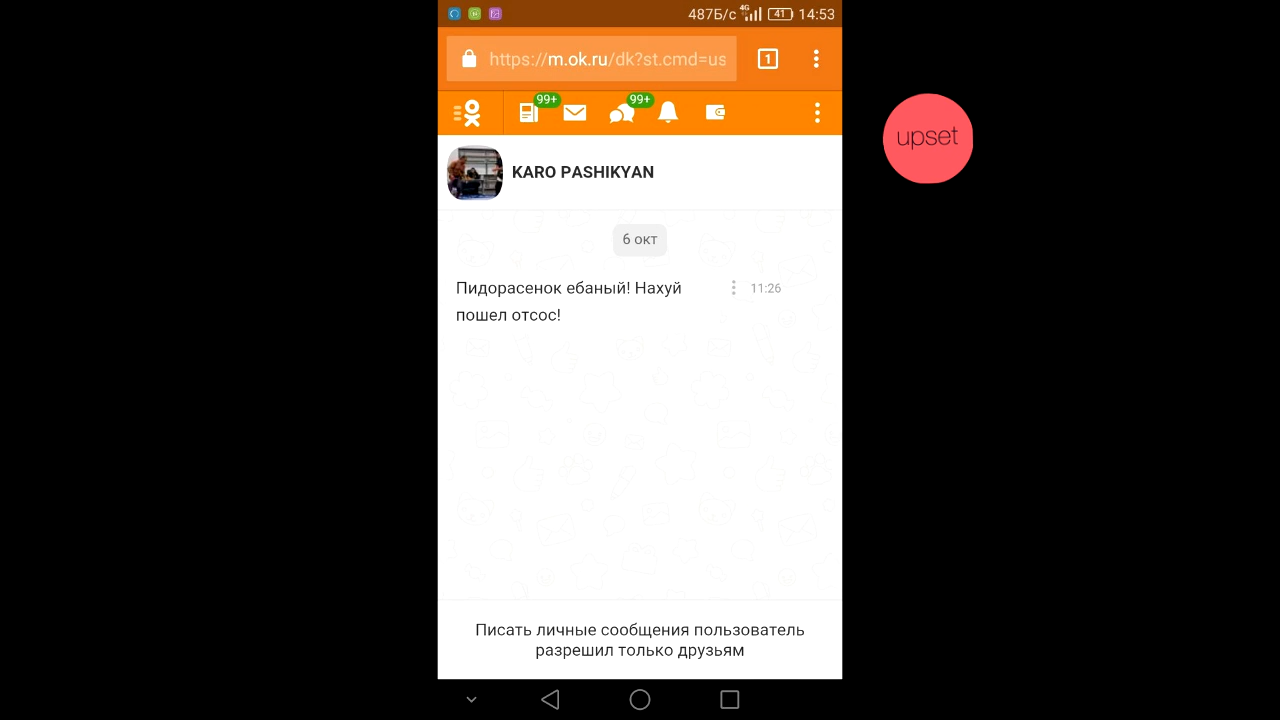 487Б/с 4G 41 14:53
https://m.ok.ru/dk?st.cmd=us 1
99+ 99+
upset
KARO PASHIKYAN
6 окт
Пидорасенок ебаный! Нахуй 11:26
пошел отсос!
Писать личные сообщения пользователь
разрешил только друзьям